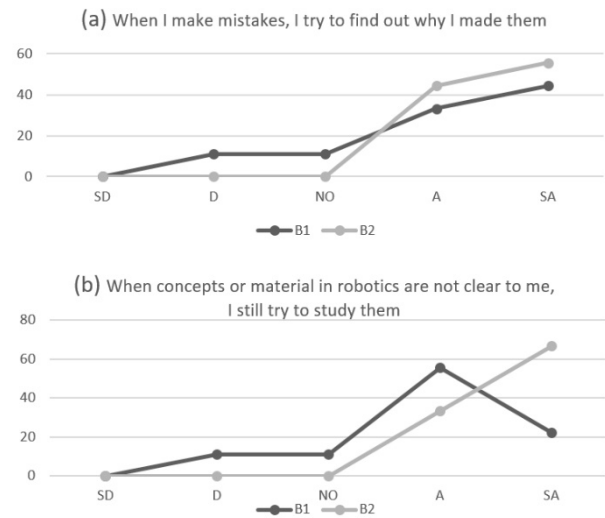 (a) When I make mistakes, I try to find out why I made them
60
40
20
0
SD D NO A SA
B1 B2
(b) When concepts or material in robotics are not clear to me,
I still try to study them
80
60
40
20
0
SD D NO A SA
B1 B2